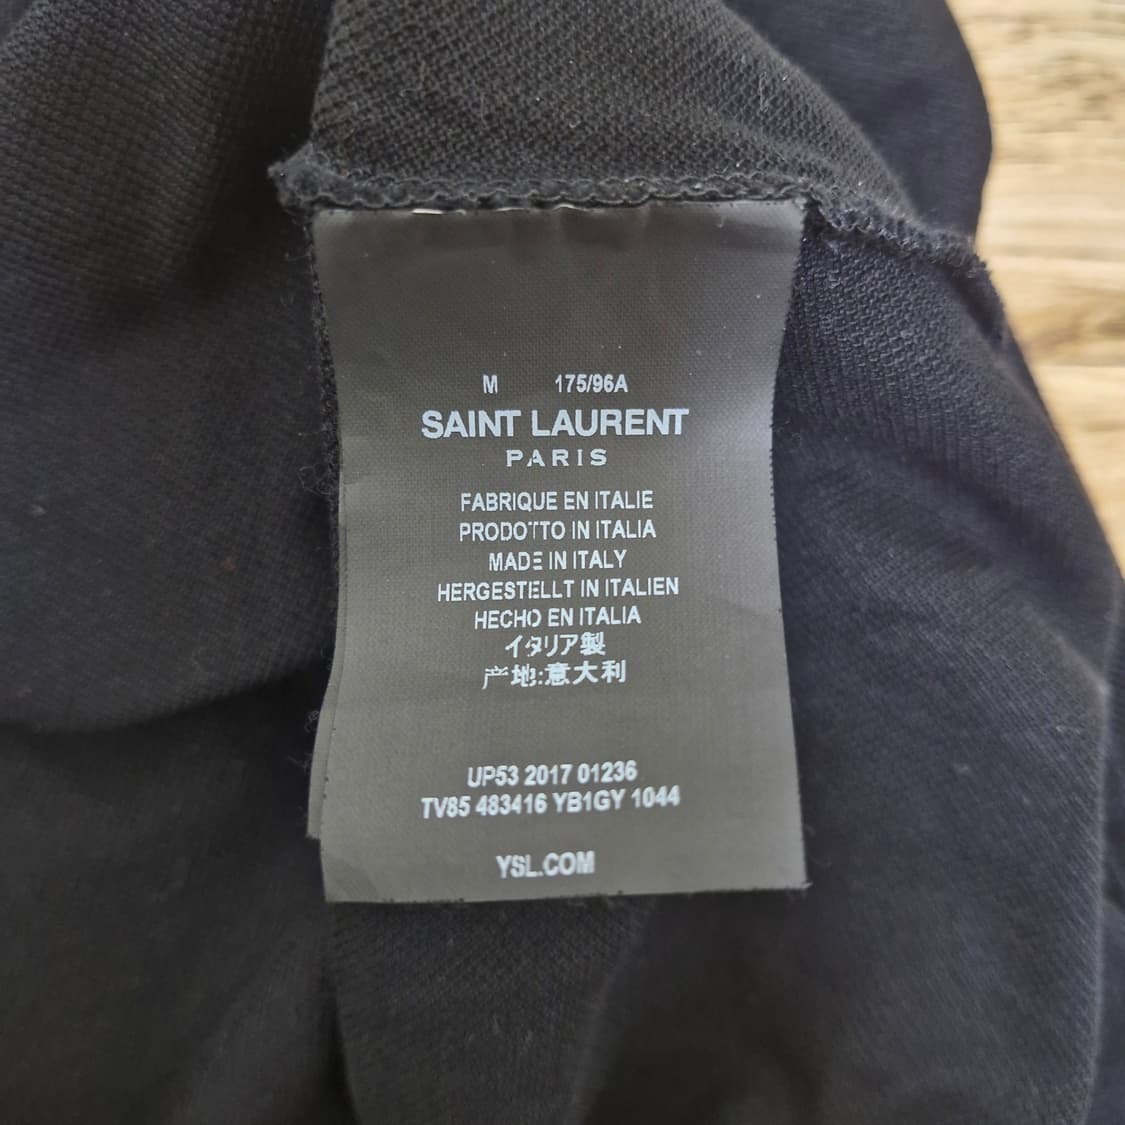 M 175/96A
SAINT LAURENT
PARIS
FABRIQUE EN ITALIE
PRODOTTO IN ITALIA
MADE IN ITALY
HERGESTELLT IN ITALIEN
HECHO EN ITALIA
イタリア製
产地:意大利
UP53 2017 01236
TV85 483416 YB1GY 1044
YSL.COM